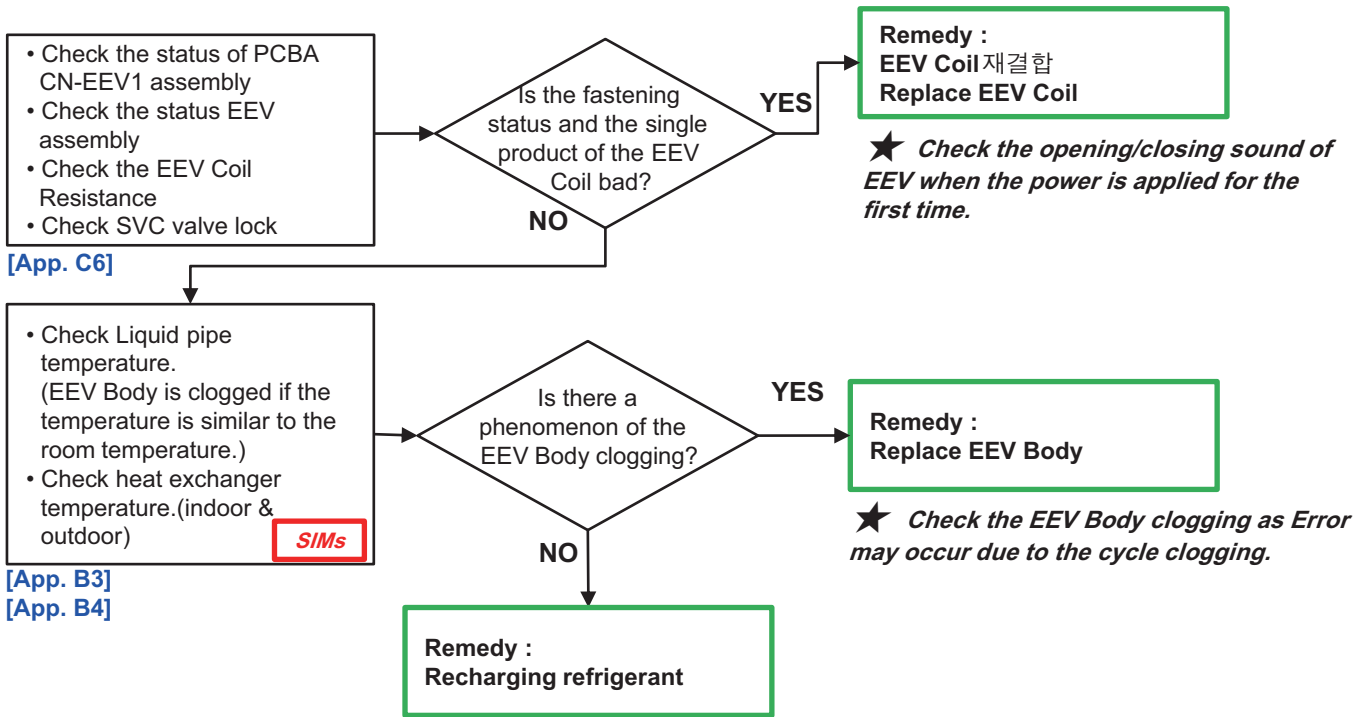 • Check the status of PCBA
CN-EEV1 assembly
• Check the status EEV
assembly
• Check the EEV Coil
Resistance
• Check SVC valve lock
[App. C6]
Is the fastening
status and the single
product of the EEV
Coil bad?
YES
NO
Remedy :
EEV Coil 재결합
Replace EEV Coil
★ Check the opening/closing sound of
EEV when the power is applied for the
first time.
• Check Liquid pipe
temperature.
(EEV Body is clogged if the
temperature is similar to the
room temperature.)
• Check heat exchanger
temperature.(indoor &
outdoor)
SIMs
[App. B3]
[App. B4]
Is there a
phenomenon of the
EEV Body clogging?
YES
NO
Remedy :
Replace EEV Body
★ Check the EEV Body clogging as Error
may occur due to the cycle clogging.
Remedy :
Recharging refrigerant